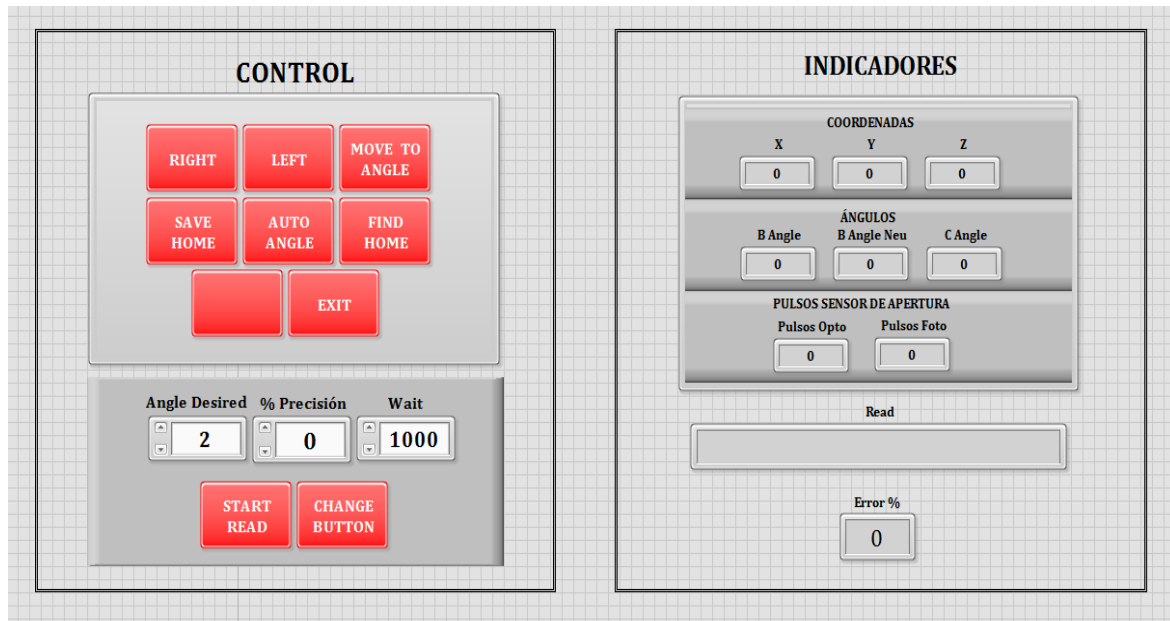 CONTROL
RIGHT
LEFT
MOVE TO
ANGLE
SAVE
HOME
AUTO
ANGLE
FIND
HOME
EXIT
Angle Desired
% Precisión
Wait
2
0
1000
START
READ
CHANGE
BUTTON
INDICADORES
COORDENADAS
X Y Z
0 0 0
ÁNGULOS
B Angle B Angle Neu C Angle
0 0 0
PULSOS SENSOR DE APERTURA
Pulsos Opto Pulsos Foto
0 0
Read
Error %
0